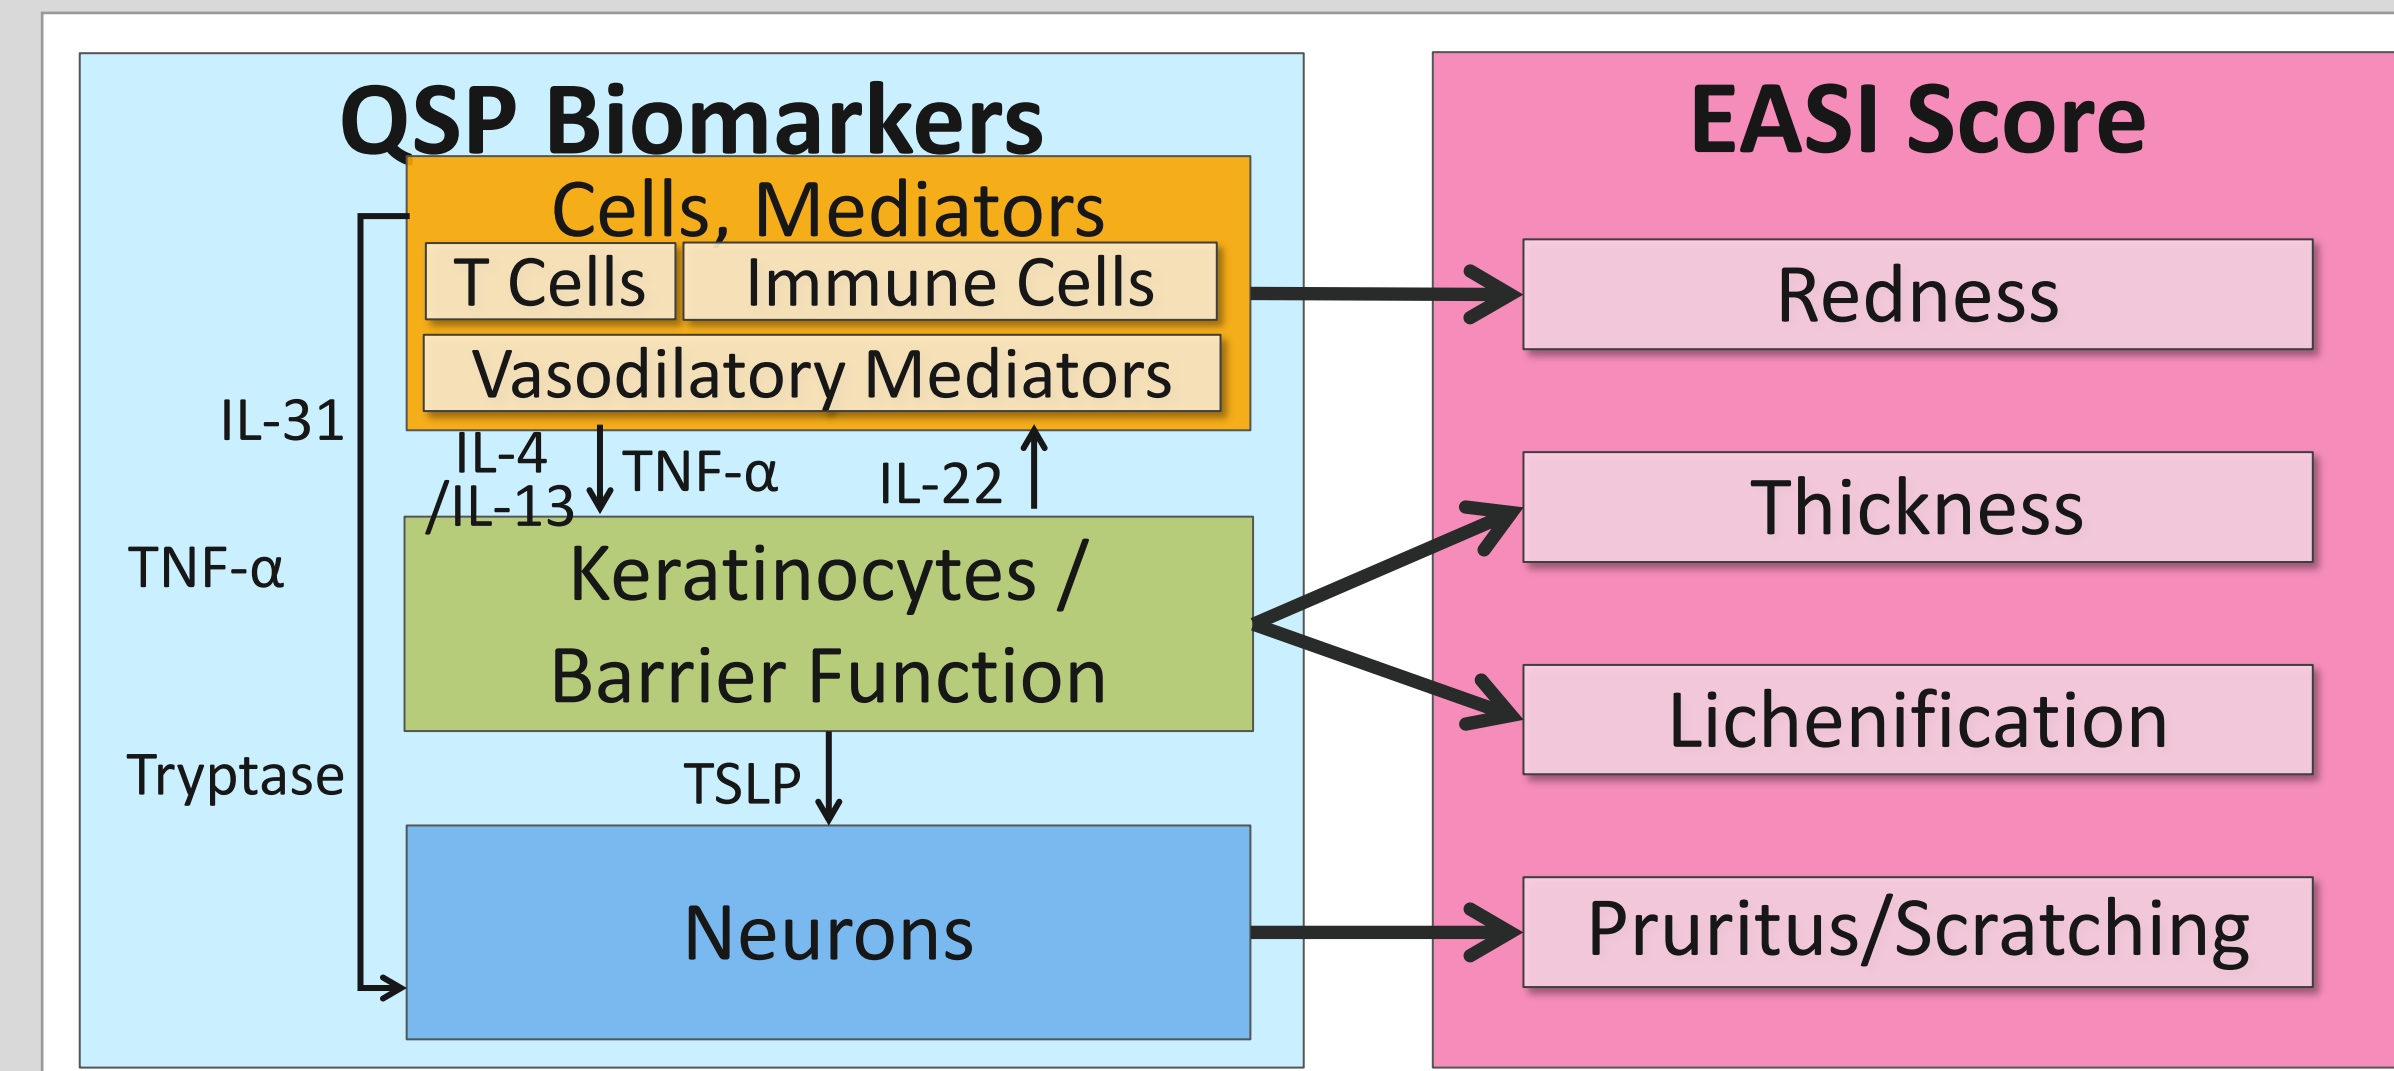 QSP Biomarkers
Cells, Mediators
T Cells
Immune Cells
Vasodilatory Mediators
IL-31
IL-4
/IL-13
TNF-α
IL-22
TNF-α
Keratinocytes /
Barrier Function
Tryptase
TSLP
Neurons
EASI Score
Redness
Thickness
Lichenification
Pruritus/Scratching